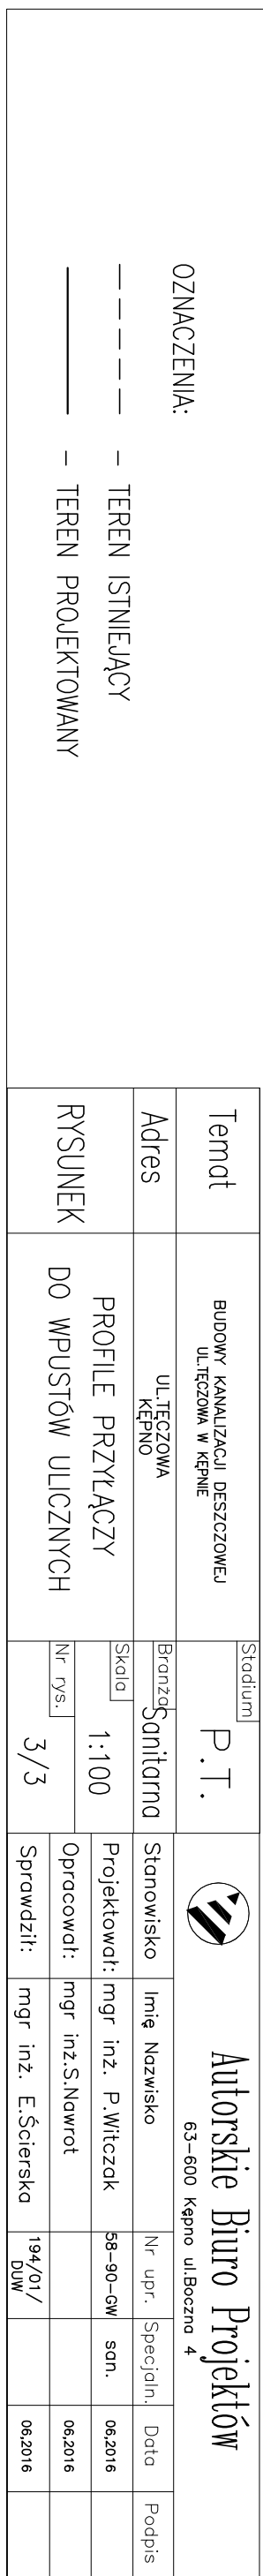 OZNACZENIA:
– – – – – – TEREN ISTNIEJĄCY
– TEREN PROJEKTOWANY
Temat
BUDOWY KANALIZACJI DESZCZOWEJ
UL.TĘCZOWA W KĘPNIE
Stadium
P.T.
Autorskie Biuro Projektów
63–600 Kępno ul.Boczna 4
Adres
UL.TĘCZOWA
KĘPNO
Branża
Sanitarna
Stanowisko Imię Nazwisko Nr upr. Specjaln. Data Podpis
RYSUNEK
PROFILE PRZYŁĄCZY
DO WPUSTÓW ULICZNYCH
Skala
1:100
Nr rys.
3/3
Projektował: mgr inż. P.Witczak 58–90–GW san. 06,2016
Opracował: mgr inż.S.Nawrot 06,2016
Sprawdził: mgr inż. E.Ścierska 194/01/
DUW 06,2016